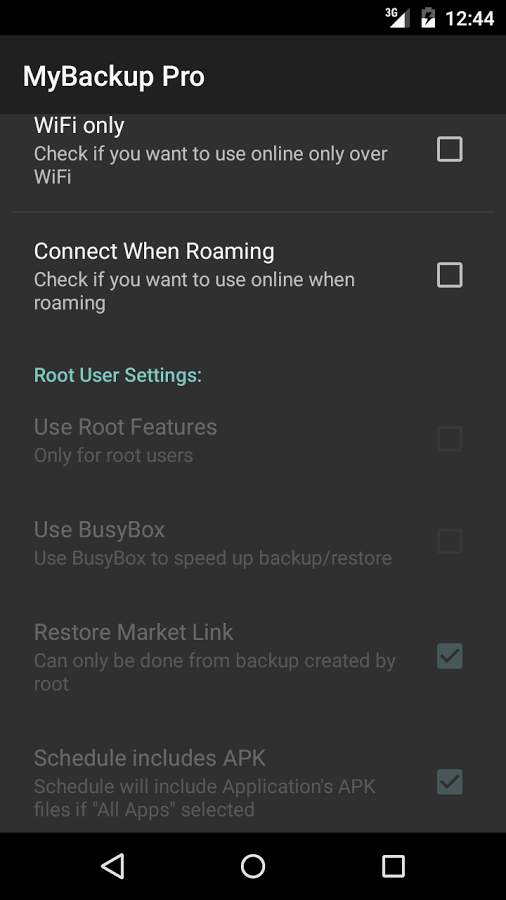 3G 12:44
MyBackup Pro
WiFi only
Check if you want to use online only over
WiFi
Connect When Roaming
Check if you want to use online when
roaming
Root User Settings:
Use Root Features
Only for root users
Use BusyBox
Use BusyBox to speed up backup/restore
Restore Market Link
Can only be done from backup created by
root
Schedule includes APK
Schedule will include Application's APK
files if "All Apps" selected